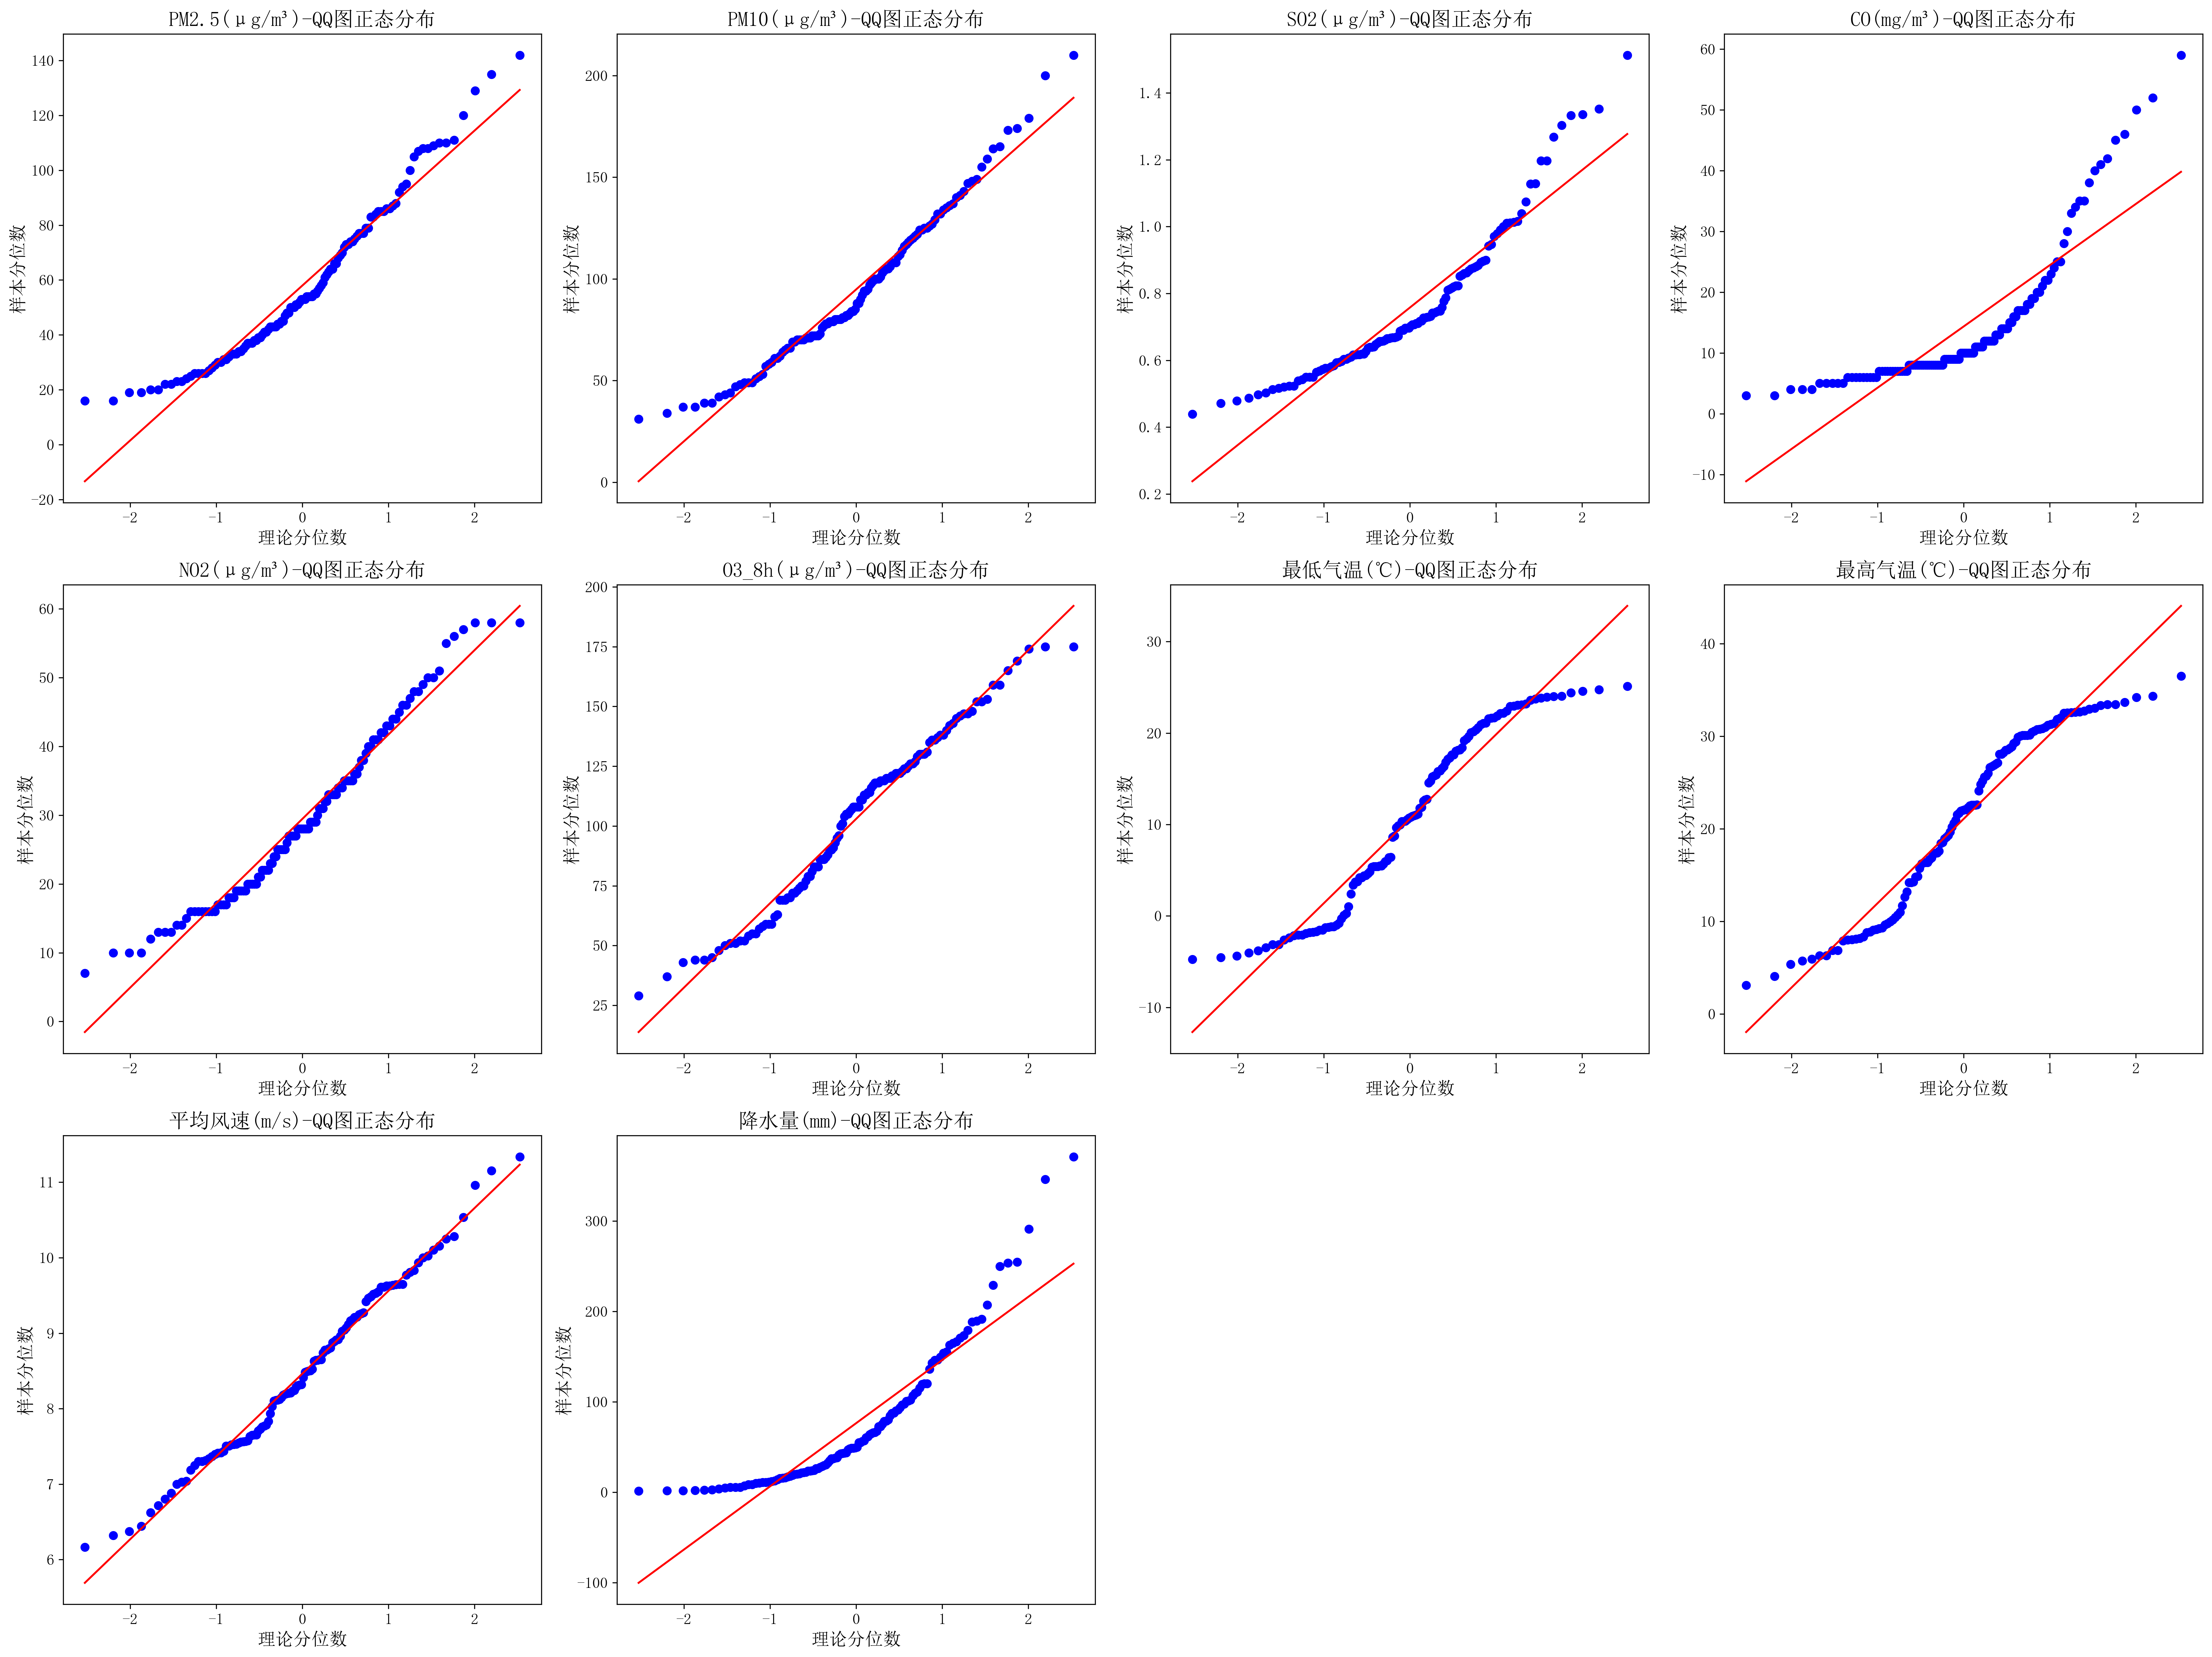 PM2.5(μg/m³)-QQ图正态分布
样本分位数
140
120
100
80
60
40
20
0
-20
-2 -1 0 1 2
理论分位数
PM10(μg/m³)-QQ图正态分布
样本分位数
200
150
100
50
0
-2 -1 0 1 2
理论分位数
SO2(μg/m³)-QQ图正态分布
样本分位数
1.4
1.2
1.0
0.8
0.6
0.4
0.2
-2 -1 0 1 2
理论分位数
CO(mg/m³)-QQ图正态分布
样本分位数
60
50
40
30
20
10
0
-10
-2 -1 0 1 2
理论分位数
NO2(μg/m³)-QQ图正态分布
样本分位数
60
50
40
30
20
10
0
-2 -1 0 1 2
理论分位数
O3_8h(μg/m³)-QQ图正态分布
样本分位数
200
175
150
125
100
75
50
25
-2 -1 0 1 2
理论分位数
最低气温(℃)-QQ图正态分布
样本分位数
30
20
10
0
-10
-2 -1 0 1 2
理论分位数
最高气温(℃)-QQ图正态分布
样本分位数
40
30
20
10
0
-2 -1 0 1 2
理论分位数
平均风速(m/s)-QQ图正态分布
样本分位数
11
10
9
8
7
6
-2 -1 0 1 2
理论分位数
降水量(mm)-QQ图正态分布
样本分位数
300
200
100
0
-100
-2 -1 0 1 2
理论分位数